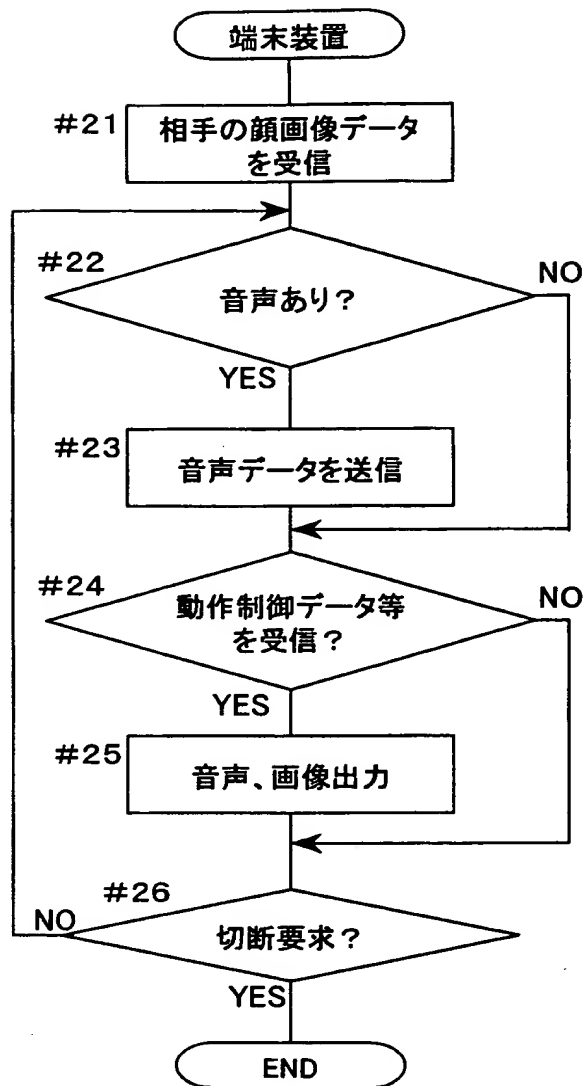 端末装置
#21
相手の顔画像データ
を受信
#22
音声あり？
NO
YES
#23
音声データを送信
#24
動作制御データ等
を受信？
NO
YES
#25
音声、画像出力
#26
切断要求？
NO
YES
END